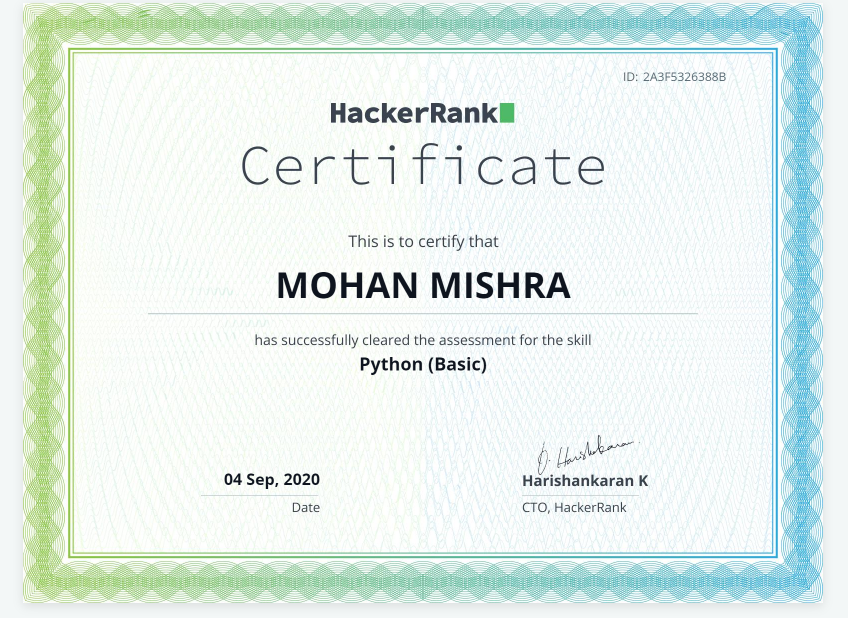 ID: 2A3F5326388B
HackerRank
Certificate
This is to certify that
MOHAN MISHRA
has successfully cleared the assessment for the skill
Python (Basic)
04 Sep, 2020
Date
Harishankaran K
CTO, HackerRank